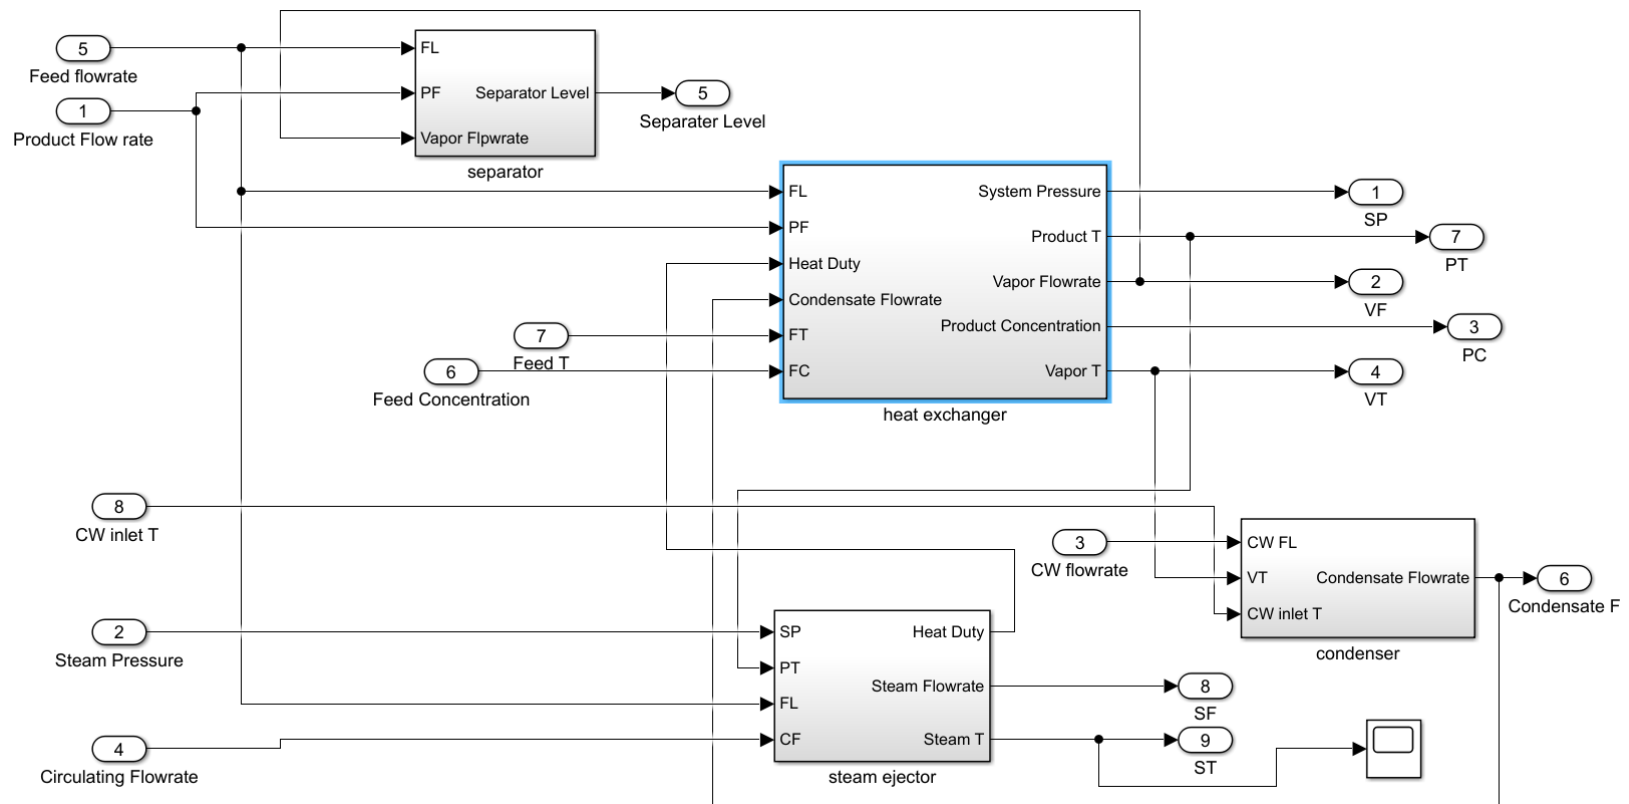 5
Feed flowrate
1
Product Flow rate
FL
PF
Vapor Flpwrate
Separator Level
separator
5
Separater Level
FL
PF
Heat Duty
Condensate Flowrate
FT
FC
System Pressure
Product T
Vapor Flowrate
Product Concentration
Vapor T
heat exchanger
1
SP
7
PT
2
VF
3
PC
4
VT
7
Feed T
6
Feed Concentration
8
CW inlet T
3
CW flowrate
CW FL
VT
CW inlet T
Condensate Flowrate
condenser
6
Condensate F
2
Steam Pressure
4
Circulating Flowrate
SP
PT
FL
CF
Heat Duty
Steam Flowrate
Steam T
steam ejector
8
SF
9
ST